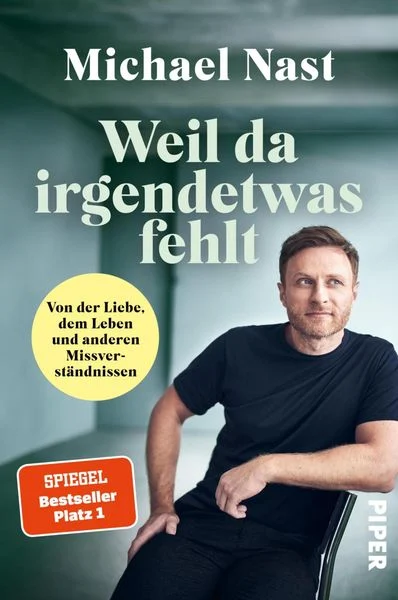 Michael Nast
Weil da
irgendetwas
fehlt
Von der Liebe,
dem Leben
und anderen
Missver-
ständnissen
SPIEGEL
Bestseller
Platz 1
PIPER